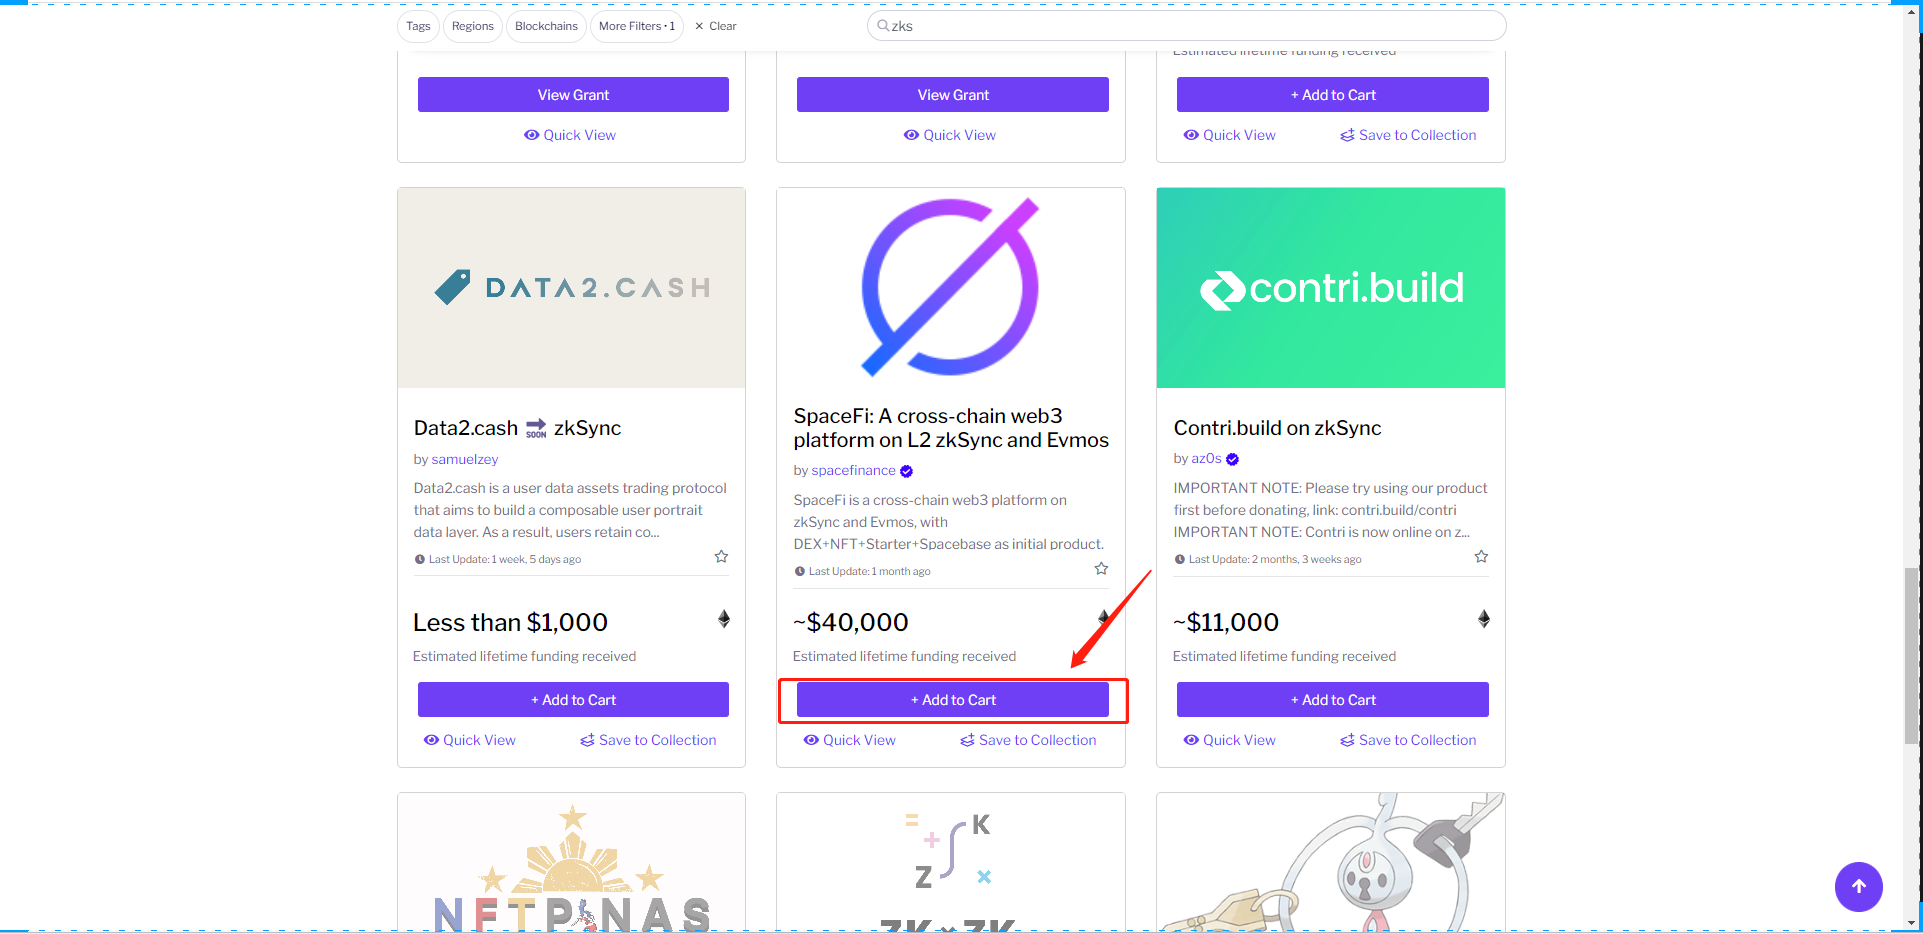 Tags Regions Blockchains More Filters • 1 × Clear zks
Estimated lifetime funding received
View Grant View Grant + Add to Cart
Quick View Quick View Quick View Save to Collection
DATA2.CASH
contri.build
Data2.cash SOON zkSync
by samuelzey
Data2.cash is a user data assets trading protocol
that aims to build a composable user portrait
data layer. As a result, users retain co...
Last Update: 1 week, 5 days ago
Less than $1,000
Estimated lifetime funding received
+ Add to Cart
Quick View Save to Collection
SpaceFi: A cross-chain web3
platform on L2 zkSync and Evmos
by spacefinance
SpaceFi is a cross-chain web3 platform on
zkSync and Evmos, with
DEX+NFT+Starter+Spacebase as initial product.
Last Update: 1 month ago
~$40,000
Estimated lifetime funding received
+ Add to Cart
Quick View Save to Collection
Contri.build on zkSync
by az0s
IMPORTANT NOTE: Please try using our product
first before donating, link: contri.build/contri
IMPORTANT NOTE: Contri is now online on z...
Last Update: 2 months, 3 weeks ago
~$11,000
Estimated lifetime funding received
+ Add to Cart
Quick View Save to Collection
NFTPINAS
= + K
Z ×
ZK×ZK